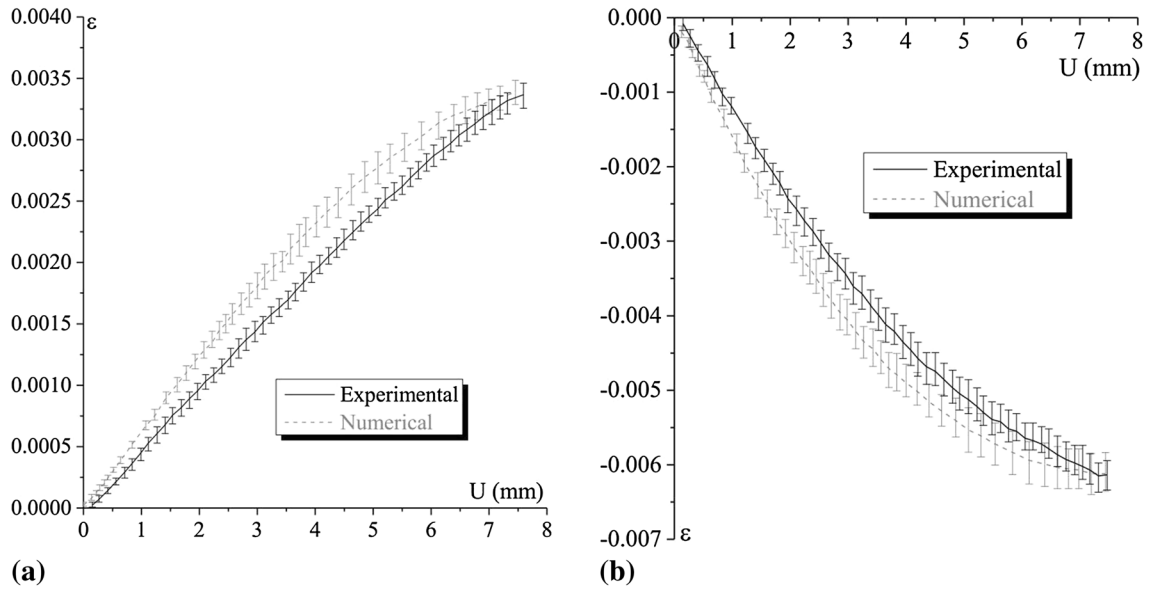 0.0040
ε
0.0035
0.0030
0.0025
0.0020
0.0015
0.0010
0.0005
0.0000
Experimental
Numerical
U (mm)
0 1 2 3 4 5 6 7 8
(a)
0.000
0 1 2 3 4 5 6 7 8
U (mm)
-0.001
-0.002
-0.003
-0.004
-0.005
-0.006
-0.007
ε
Experimental
Numerical
(b)